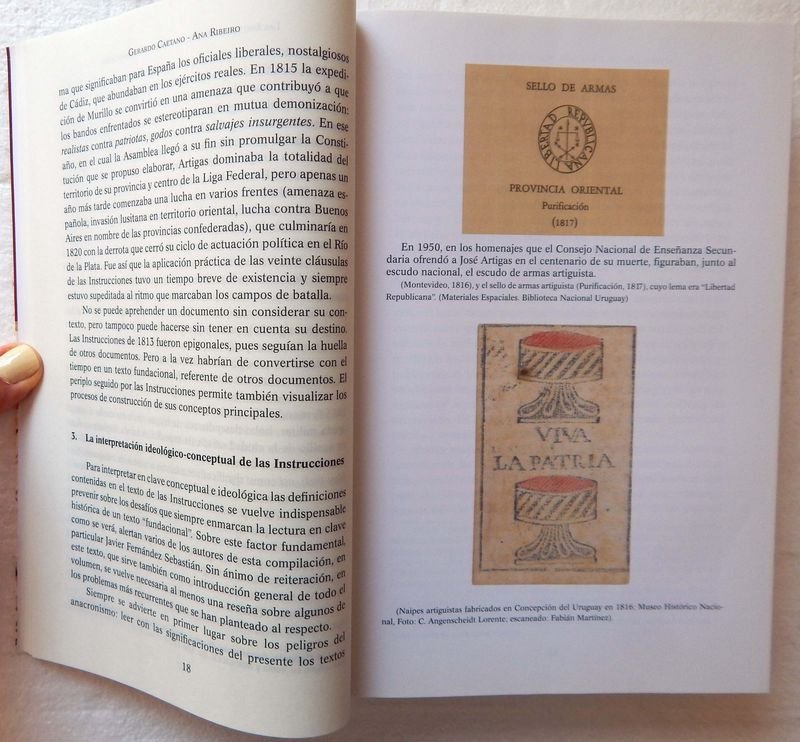 GERARDO CAETANO - ANA RIBEIRO
ma que significaban para España los oficiales liberales, nostalgiosos
de Cádiz, que abundaban en los ejércitos reales. En 1815 la expedi-
ción de Murillo se convirtió en una amenaza que contribuyó a que
los bandos enfrentados se estereotiparan en mutua demonización:
realistas contra patriotas, godos contra salvajes insurgentes. En ese
año, en el cual la Asamblea llegó a su fin sin promulgar la Consti-
tución que se propuso elaborar, Artigas dominaba la totalidad del
territorio de su provincia y centro de la Liga Federal, pero apenas un
año más tarde comenzaba una lucha en varios frentes (amenaza es-
pañola, invasión lusitana en territorio oriental, lucha contra Buenos
Aires en nombre de las provincias confederadas), que culminaría en
1820 con la derrota que cerró su ciclo de actuación política en el Río
de la Plata. Fue así que la aplicación práctica de las veinte cláusulas
de las Instrucciones tuvo un tiempo breve de existencia y siempre
estuvo supeditada al ritmo que marcaban los campos de batalla.
No se puede aprehender un documento sin considerar su con-
texto, pero tampoco puede hacerse sin tener en cuenta su destino.
Las Instrucciones de 1813 fueron epigonales, pues seguían la huella
de otros documentos. Pero a la vez habrían de convertirse con el
tiempo en un texto fundacional, referente de otros documentos. El
periplo seguido por las Instrucciones permite también visualizar los
procesos de construcción de sus conceptos principales.
3. La interpretación ideológico-conceptual de las Instrucciones
Para interpretar en clave conceptual e ideológica las definiciones
contenidas en el texto de las Instrucciones se vuelve indispensable
prevenir sobre los desafíos que siempre enmarcan la lectura en clave
histórica de un texto "fundacional". Sobre este factor fundamental,
como se verá, alertan varios de los autores de esta compilación, en
particular Javier Fernández Sebastián. Sin ánimo de reiteración, en
este texto, que sirve también como introducción general de todo el
volumen, se vuelve necesaria al menos una reseña sobre algunos de
los problemas más recurrentes que se han planteado al respecto.
Siempre se advierte en primer lugar sobre los peligros del
anacronismo: leer con las significaciones del presente los textos
18
SELLO DE ARMAS
LIBERTAD REPUBLICANA
PROVINCIA ORIENTAL
Purificación
(1817)
En 1950, en los homenajes que el Consejo Nacional de Enseñanza Secun-
daria ofrendó a José Artigas en el centenario de su muerte, figuraban, junto al
escudo nacional, el escudo de armas artiguista.
(Montevideo, 1816), y el sello de armas artiguista (Purificación, 1817), cuyo lema era "Libertad
Republicana". (Materiales Espaciales. Biblioteca Nacional Uruguay)
VIVA
LA PATRIA
(Naipes artiguistas fabricados en Concepción del Uruguay en 1816. Museo Histórico Nacio-
nal, Foto: C. Angenscheidt Lorente, escaneado: Fabián Martínez).